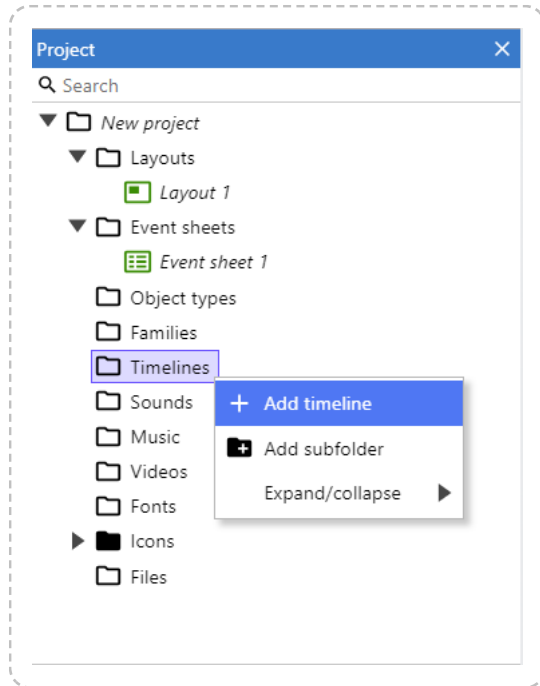 Project
Search
New project
Layouts
Layout 1
Event sheets
Event sheet 1
Object types
Families
Timelines
Sounds
Add timeline
Music
Add subfolder
Videos
Expand/collapse
Fonts
Icons
Files